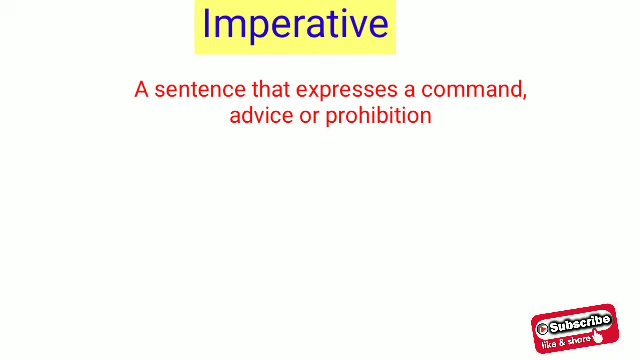 Imperative
A sentence that expresses a command,
advice or prohibition
Subscribe
like & share